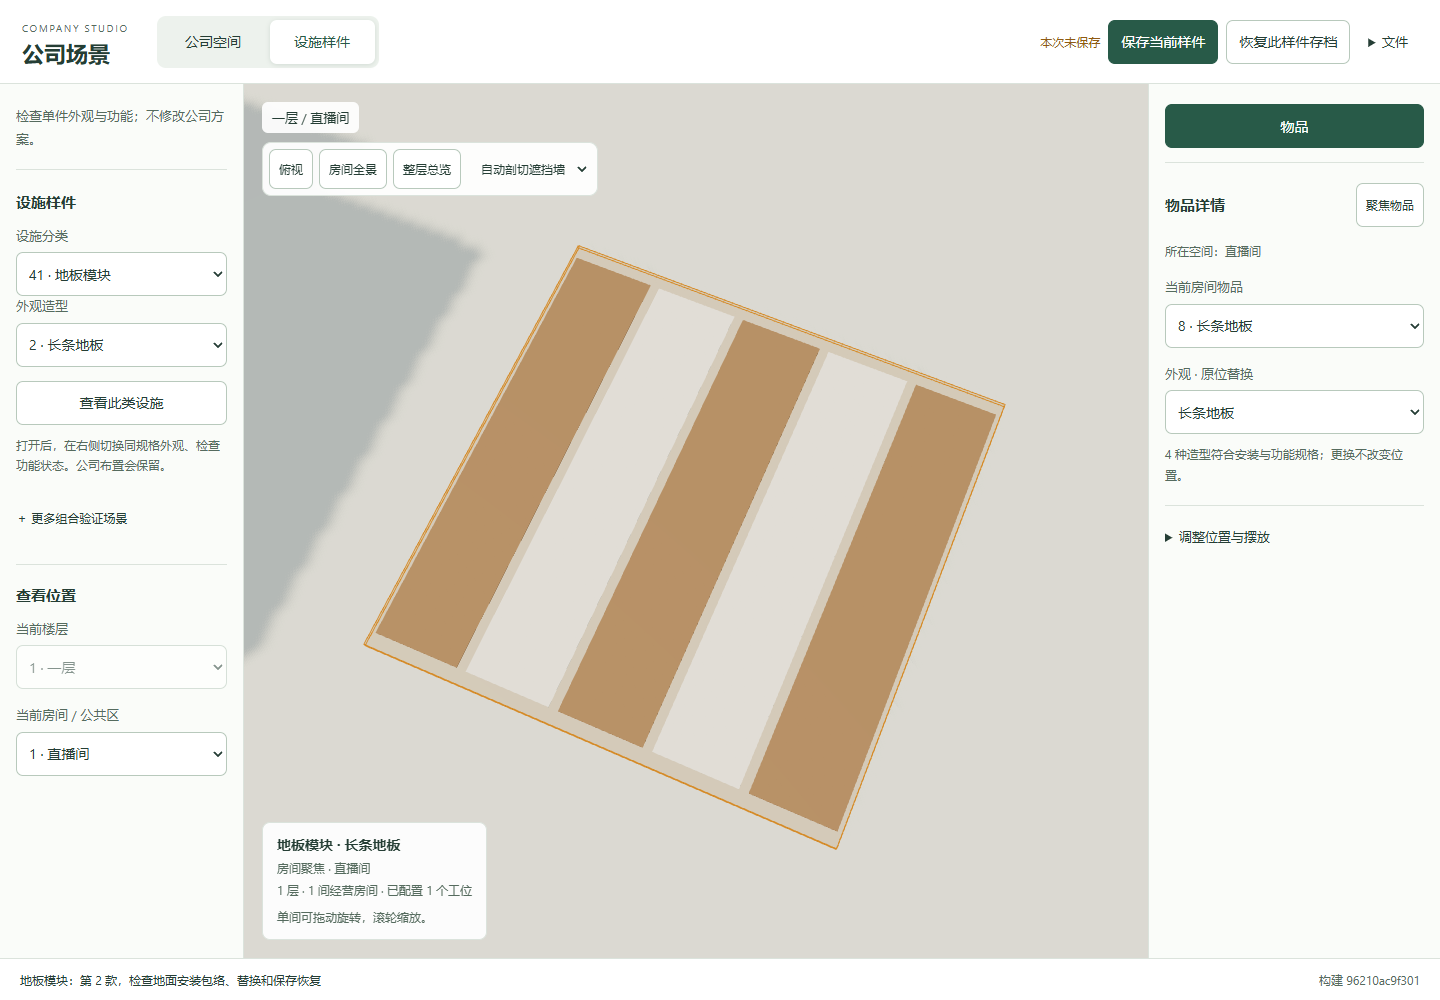 COMPANY STUDIO
公司场景
公司空间
设施样件
本次未保存
保存当前样件
恢复此样件存档
▶ 文件
检查单件外观与功能；不修改公司方
案。
设施样件
设施分类
41 · 地板模块
外观造型
2 · 长条地板
查看此类设施
打开后，在右侧切换同规格外观、检查
功能状态。公司布置会保留。
+ 更多组合验证场景
查看位置
当前楼层
1 · 一层
当前房间 / 公共区
1 · 直播间
一层 / 直播间
俯视
房间全景
整层总览
自动剖切遮挡墙
地板模块 · 长条地板
房间聚焦 · 直播间
1 层 · 1 间经营房间 · 已配置 1 个工位
单间可拖动旋转，滚轮缩放。
物品
物品详情
聚焦物品
所在空间：直播间
当前房间物品
8 · 长条地板
外观 · 原位替换
长条地板
4 种造型符合安装与功能规格；更换不改变位
置。
▶ 调整位置与摆放
地板模块：第 2 款，检查地面安装包络、替换和保存恢复
构建 96210ac9f301